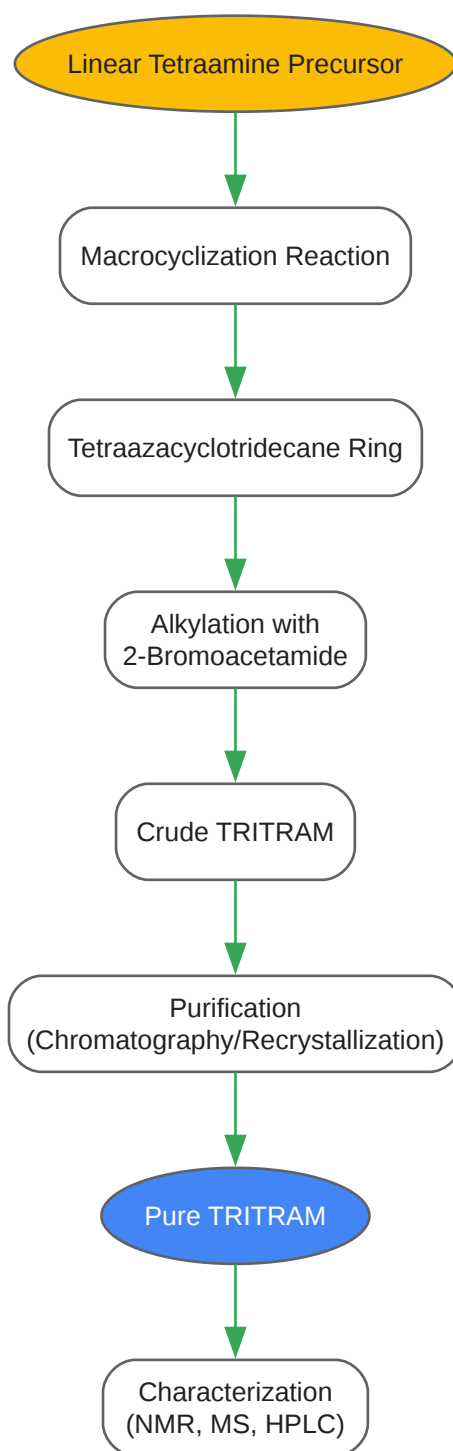 Linear Tetraamine Precursor
Macrocyclization Reaction
Tetraazacyclotridecane Ring
Alkylation with
2-Bromoacetamide
Crude TRITRAM
Purification
(Chromatography/Recrystallization)
Pure TRITRAM
Characterization
(NMR, MS, HPLC)